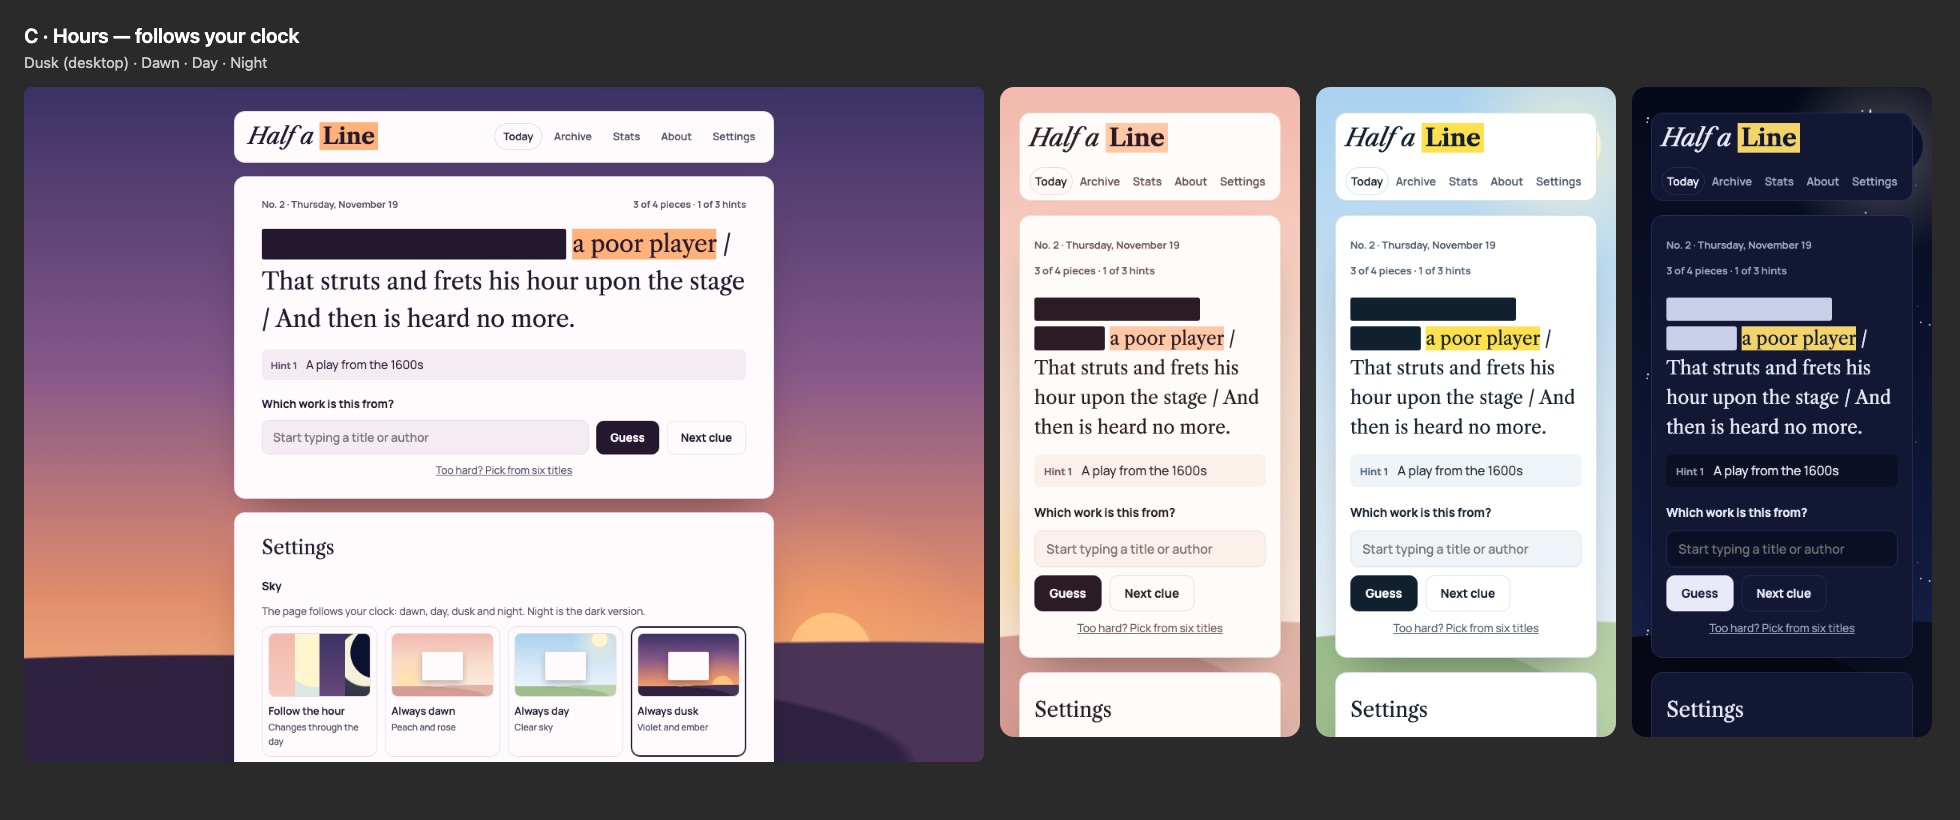 C · Hours — follows your clock
Dusk (desktop) · Dawn · Day · Night
Half a Line
Today Archive Stats About Settings
No. 2 · Thursday, November 19
3 of 4 pieces · 1 of 3 hints
a poor player /
That struts and frets his hour upon the stage
/ And then is heard no more.
Hint 1 A play from the 1600s
Which work is this from?
Start typing a title or author
Guess
Next clue
Too hard? Pick from six titles
Settings
Sky
The page follows your clock: dawn, day, dusk and night. Night is the dark version.
Follow the hour
Changes through the
day
Always dawn
Peach and rose
Always day
Clear sky
Always dusk
Violet and ember
Half a Line
Today Archive Stats About Settings
No. 2 · Thursday, November 19
3 of 4 pieces · 1 of 3 hints
a poor player /
That struts and frets his
hour upon the stage / And
then is heard no more.
Hint 1 A play from the 1600s
Which work is this from?
Start typing a title or author
Guess
Next clue
Too hard? Pick from six titles
Settings
Half a Line
Today Archive Stats About Settings
No. 2 · Thursday, November 19
3 of 4 pieces · 1 of 3 hints
a poor player /
That struts and frets his
hour upon the stage / And
then is heard no more.
Hint 1 A play from the 1600s
Which work is this from?
Start typing a title or author
Guess
Next clue
Too hard? Pick from six titles
Settings
Half a Line
Today Archive Stats About Settings
No. 2 · Thursday, November 19
3 of 4 pieces · 1 of 3 hints
a poor player /
That struts and frets his
hour upon the stage / And
then is heard no more.
Hint 1 A play from the 1600s
Which work is this from?
Start typing a title or author
Guess
Next clue
Too hard? Pick from six titles
Settings